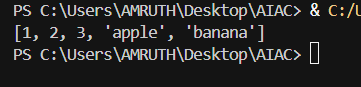 PS C:\Users\AMRUTH\Desktop\AIAC> & C:/
[1, 2, 3, 'apple', 'banana']
PS C:\Users\AMRUTH\Desktop\AIAC>